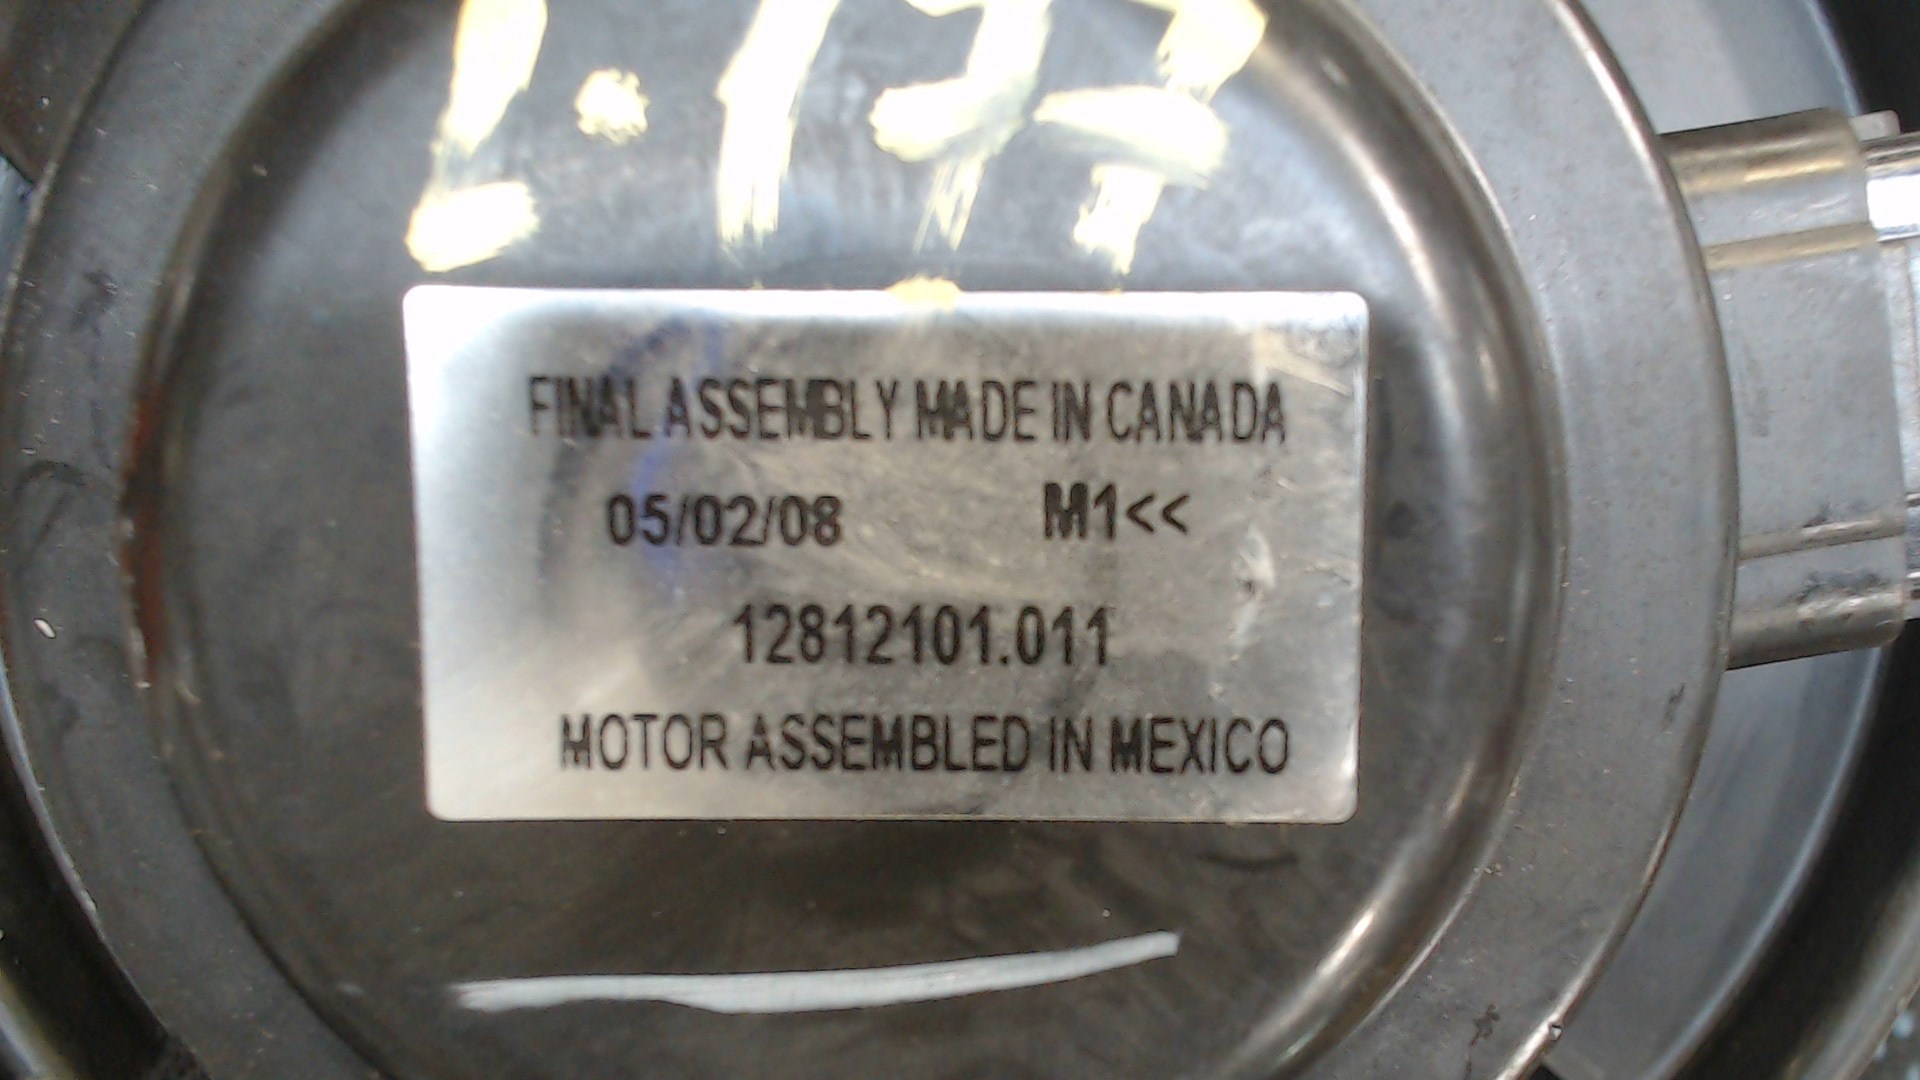 FINAL ASSEMBLY MADE IN CANADA
05/02/08 M1<<
12812101.011
MOTOR ASSEMBLED IN MEXICO